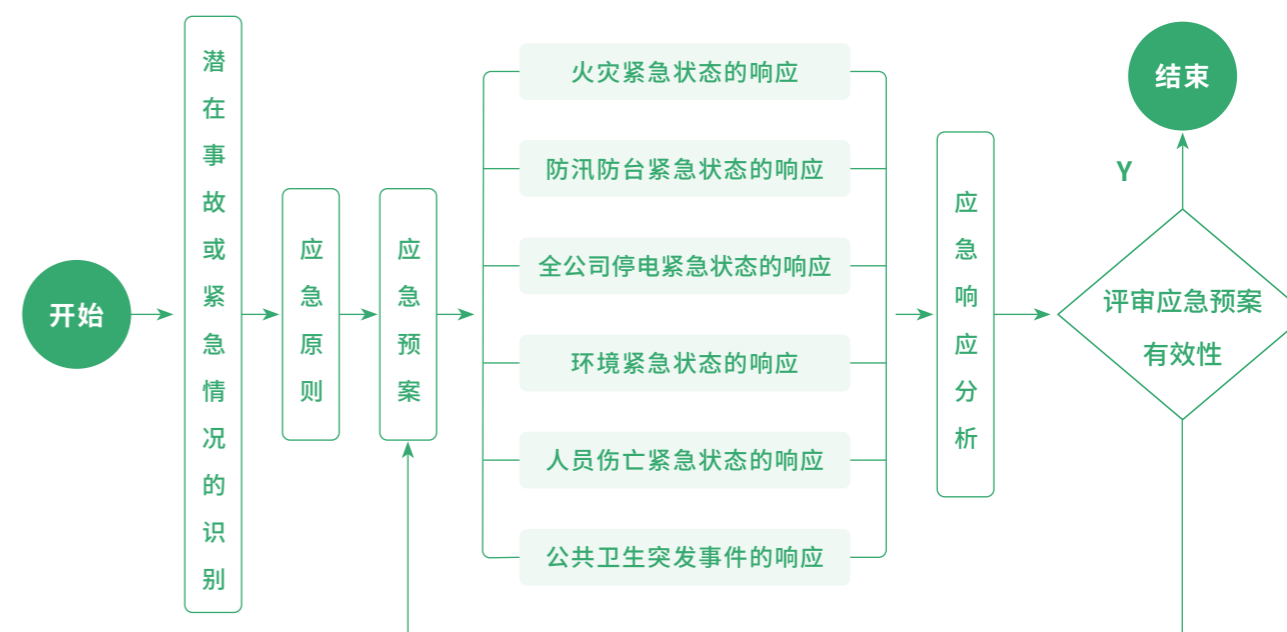 开始
潜在事故或紧急情况的识别
应急原则
应急预案
火灾紧急状态的响应
防汛防台紧急状态的响应
全公司停电紧急状态的响应
环境紧急状态的响应
人员伤亡紧急状态的响应
公共卫生突发事件的响应
应急响应分析
评审应急预案
有效性
Y
结束